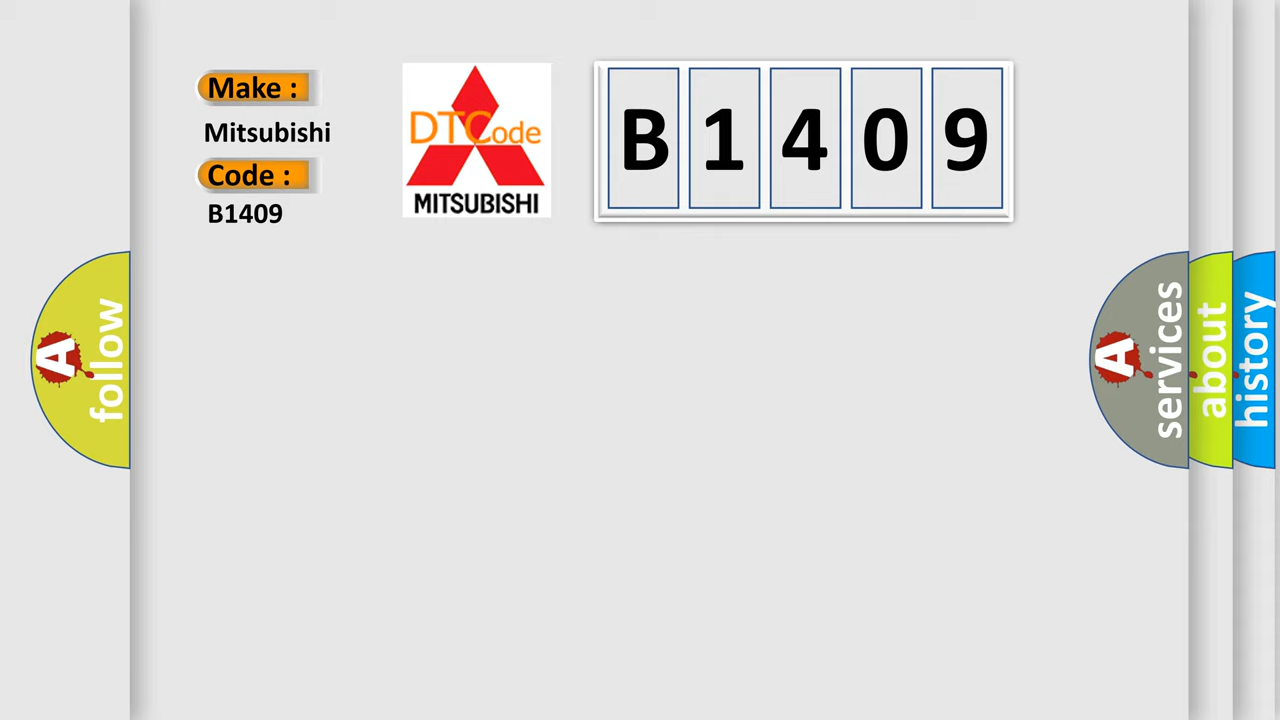 Make :
Mitsubishi
Code :
B1409
DTCode
MITSUBISHI
B 1 4 0 9
A follow
A services
about
history